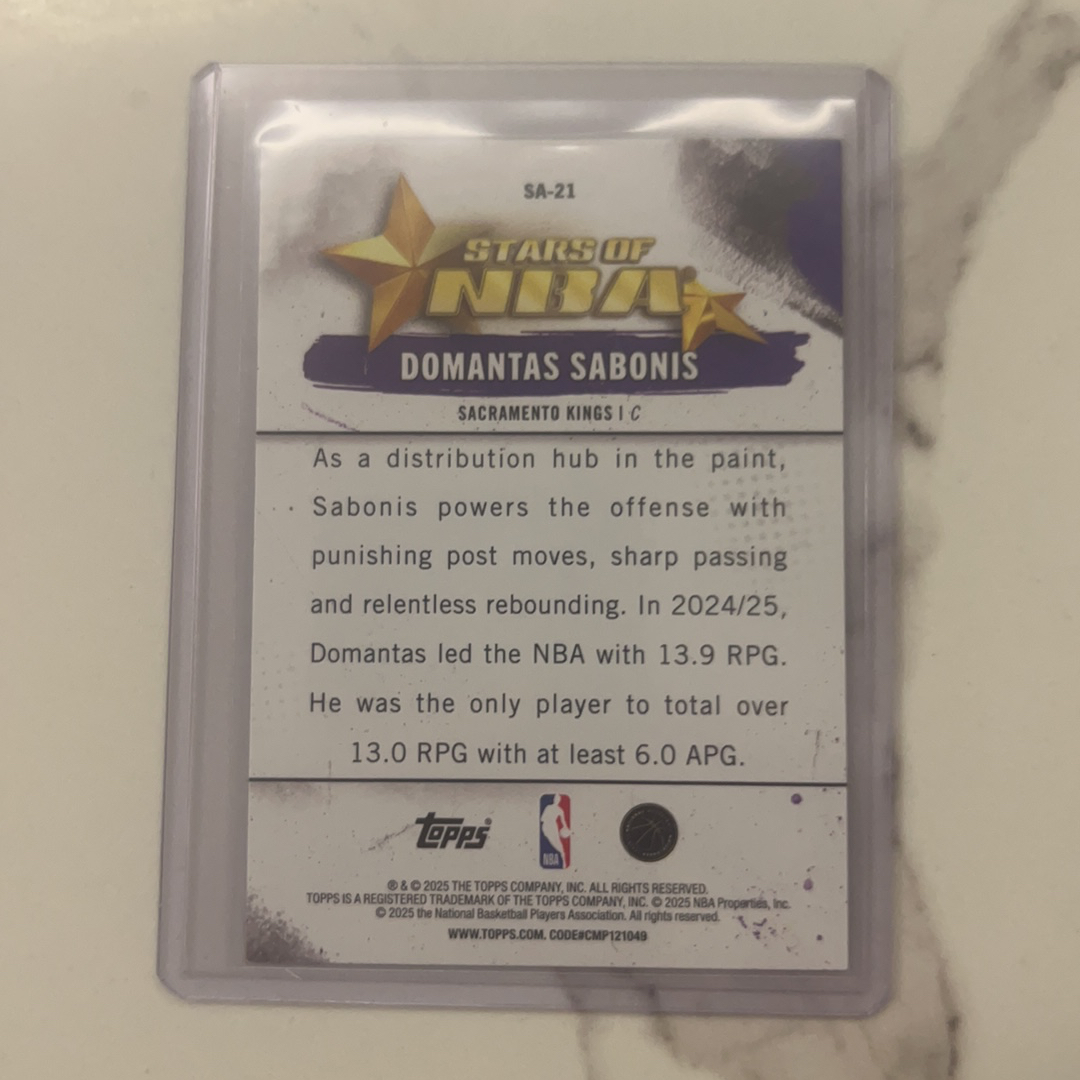 SA-21
STARS OF
NBA
DOMANTAS SABONIS
SACRAMENTO KINGS | C
As a distribution hub in the paint,
Sabonis powers the offense with
punishing post moves, sharp passing
and relentless rebounding. In 2024/25,
Domantas led the NBA with 13.9 RPG.
He was the only player to total over
13.0 RPG with at least 6.0 APG.
Topps
NBA
® & © 2025 THE TOPPS COMPANY, INC. ALL RIGHTS RESERVED.
TOPPS IS A REGISTERED TRADEMARK OF THE TOPPS COMPANY, INC. © 2025 NBA Properties, Inc.
© 2025 the National Basketball Players Association. All rights reserved.
WWW.TOPPS.COM. CODE#CMP121049